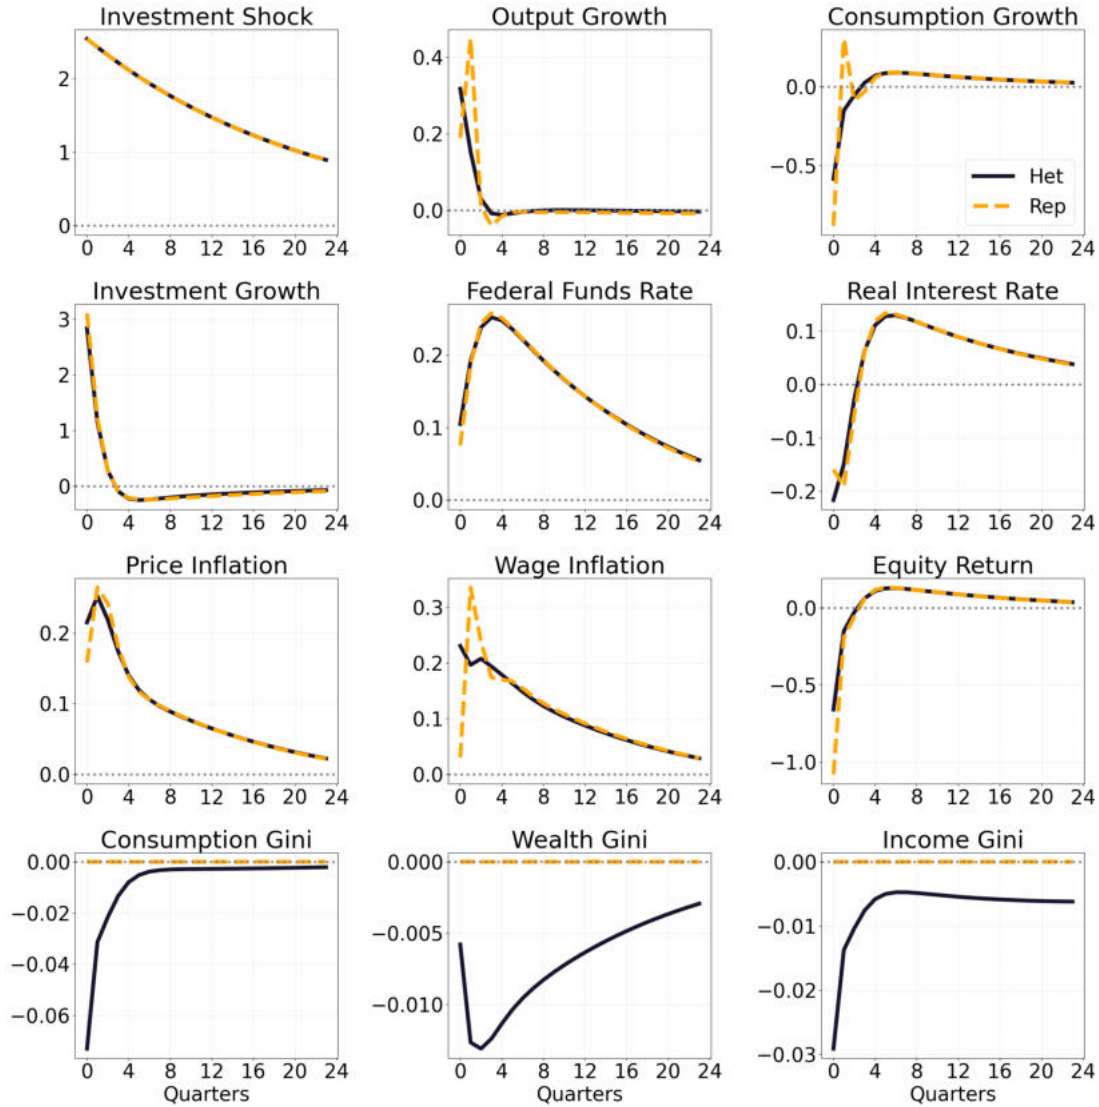 Investment Shock Output Growth Consumption Growth
2
1
0
0 4 8 12 16 20 24
0.4
0.2
0.0
0 4 8 12 16 20 24
0.0
−0.5
Het
Rep
0 4 8 12 16 20 24
Investment Growth Federal Funds Rate Real Interest Rate
3
2
1
0
0 4 8 12 16 20 24
0.2
0.1
0.0
0 4 8 12 16 20 24
0.1
0.0
−0.1
−0.2
0 4 8 12 16 20 24
Price Inflation Wage Inflation Equity Return
0.2
0.1
0.0
0 4 8 12 16 20 24
0.3
0.2
0.1
0.0
0 4 8 12 16 20 24
0.0
−0.5
−1.0
0 4 8 12 16 20 24
Consumption Gini Wealth Gini Income Gini
0.00
−0.02
−0.04
−0.06
0 4 8 12 16 20 24
Quarters
0.000
−0.005
−0.010
0 4 8 12 16 20 24
Quarters
0.00
−0.01
−0.02
−0.03
0 4 8 12 16 20 24
Quarters